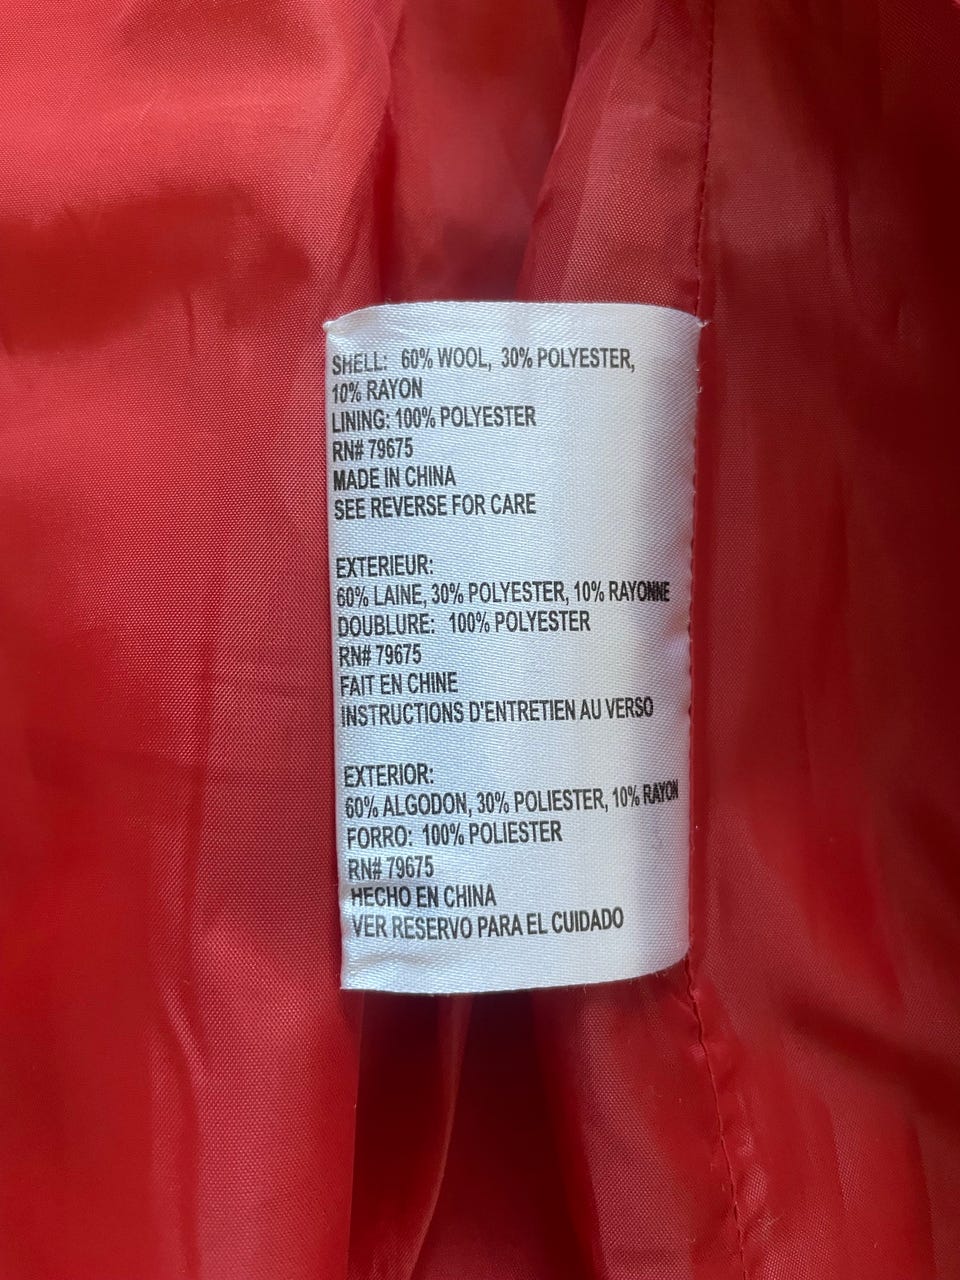 SHELL: 60% WOOL, 30% POLYESTER,
10% RAYON
LINING: 100% POLYESTER
RN# 79675
MADE IN CHINA
SEE REVERSE FOR CARE
EXTERIEUR:
60% LAINE, 30% POLYESTER, 10% RAYONNE
DOUBLURE: 100% POLYESTER
RN# 79675
FAIT EN CHINE
INSTRUCTIONS D'ENTRETIEN AU VERSO
EXTERIOR:
60% ALGODON, 30% POLIESTER, 10% RAYON
FORRO: 100% POLIESTER
RN# 79675
HECHO EN CHINA
VER RESERVO PARA EL CUIDADO